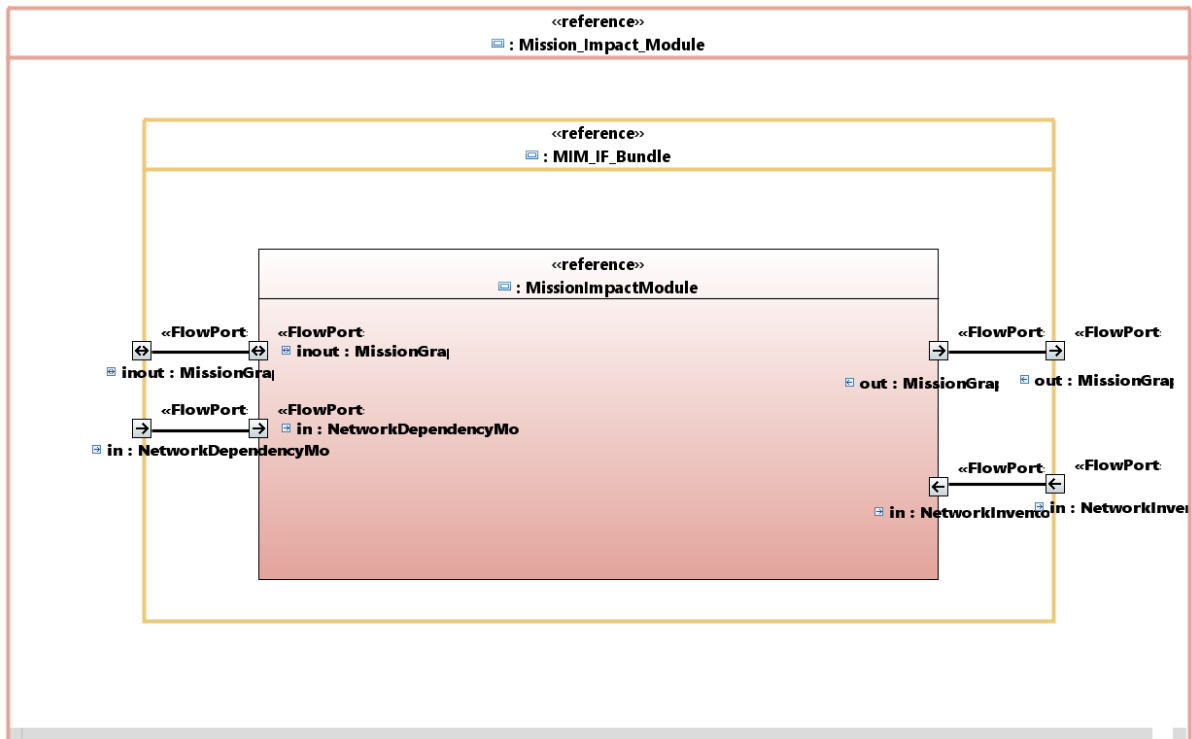 «reference»
: Mission_Impact_Module
«reference»
: MIM_IF_Bundle
«reference»
: MissionImpactModule
«FlowPort
«FlowPort
inout : MissionGra
inout : MissionGra
«FlowPort
«FlowPort
in : NetworkDependencyMo
in : NetworkDependencyMo
«FlowPort
«FlowPort
out : MissionGra
out : MissionGra
«FlowPort
«FlowPort
in : NetworkInvento
in : NetworkInve